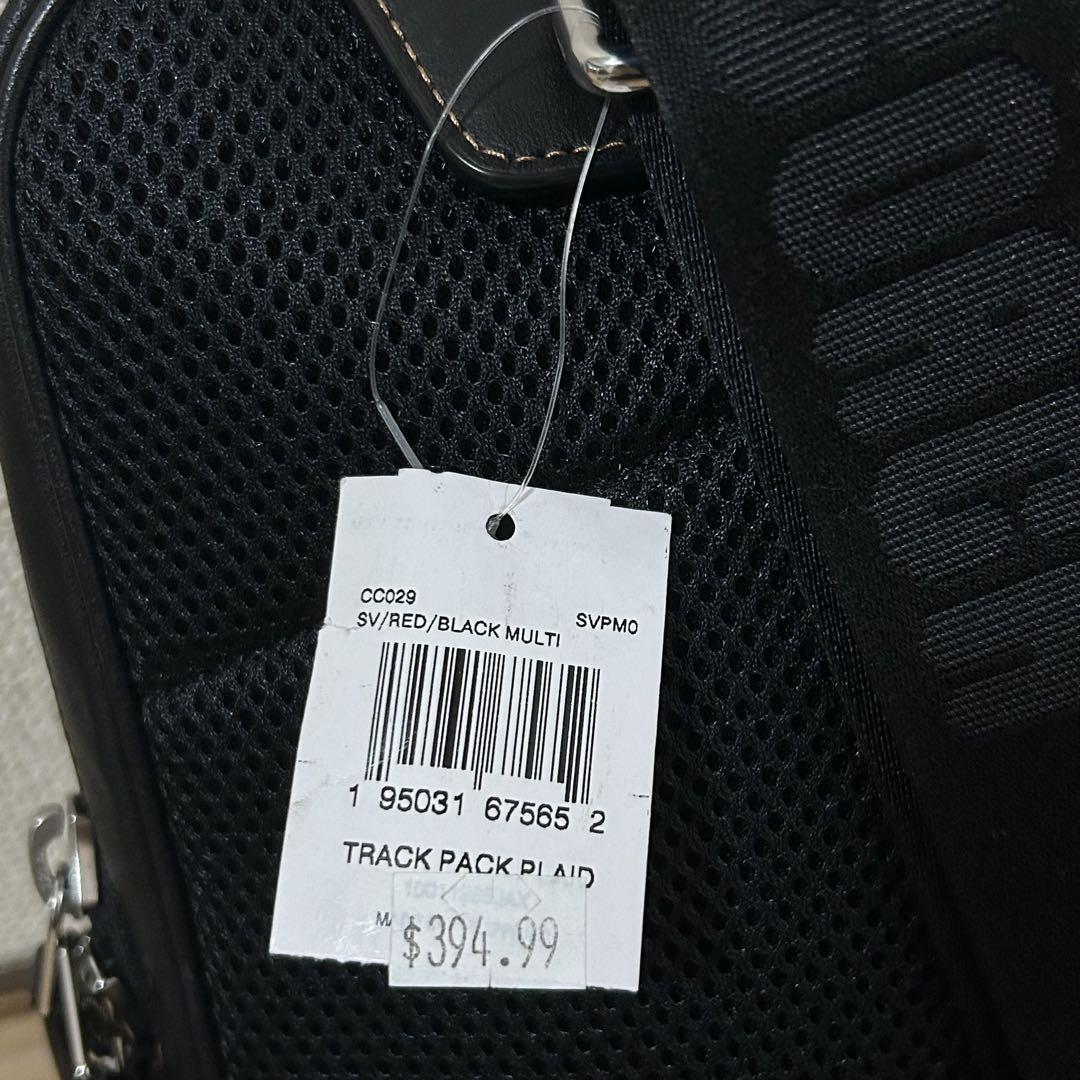 CC029
SV/RED/BLACK MULTI
SVPM0
1 95031 67565 2
TRACK PACK PLAID
$394.99